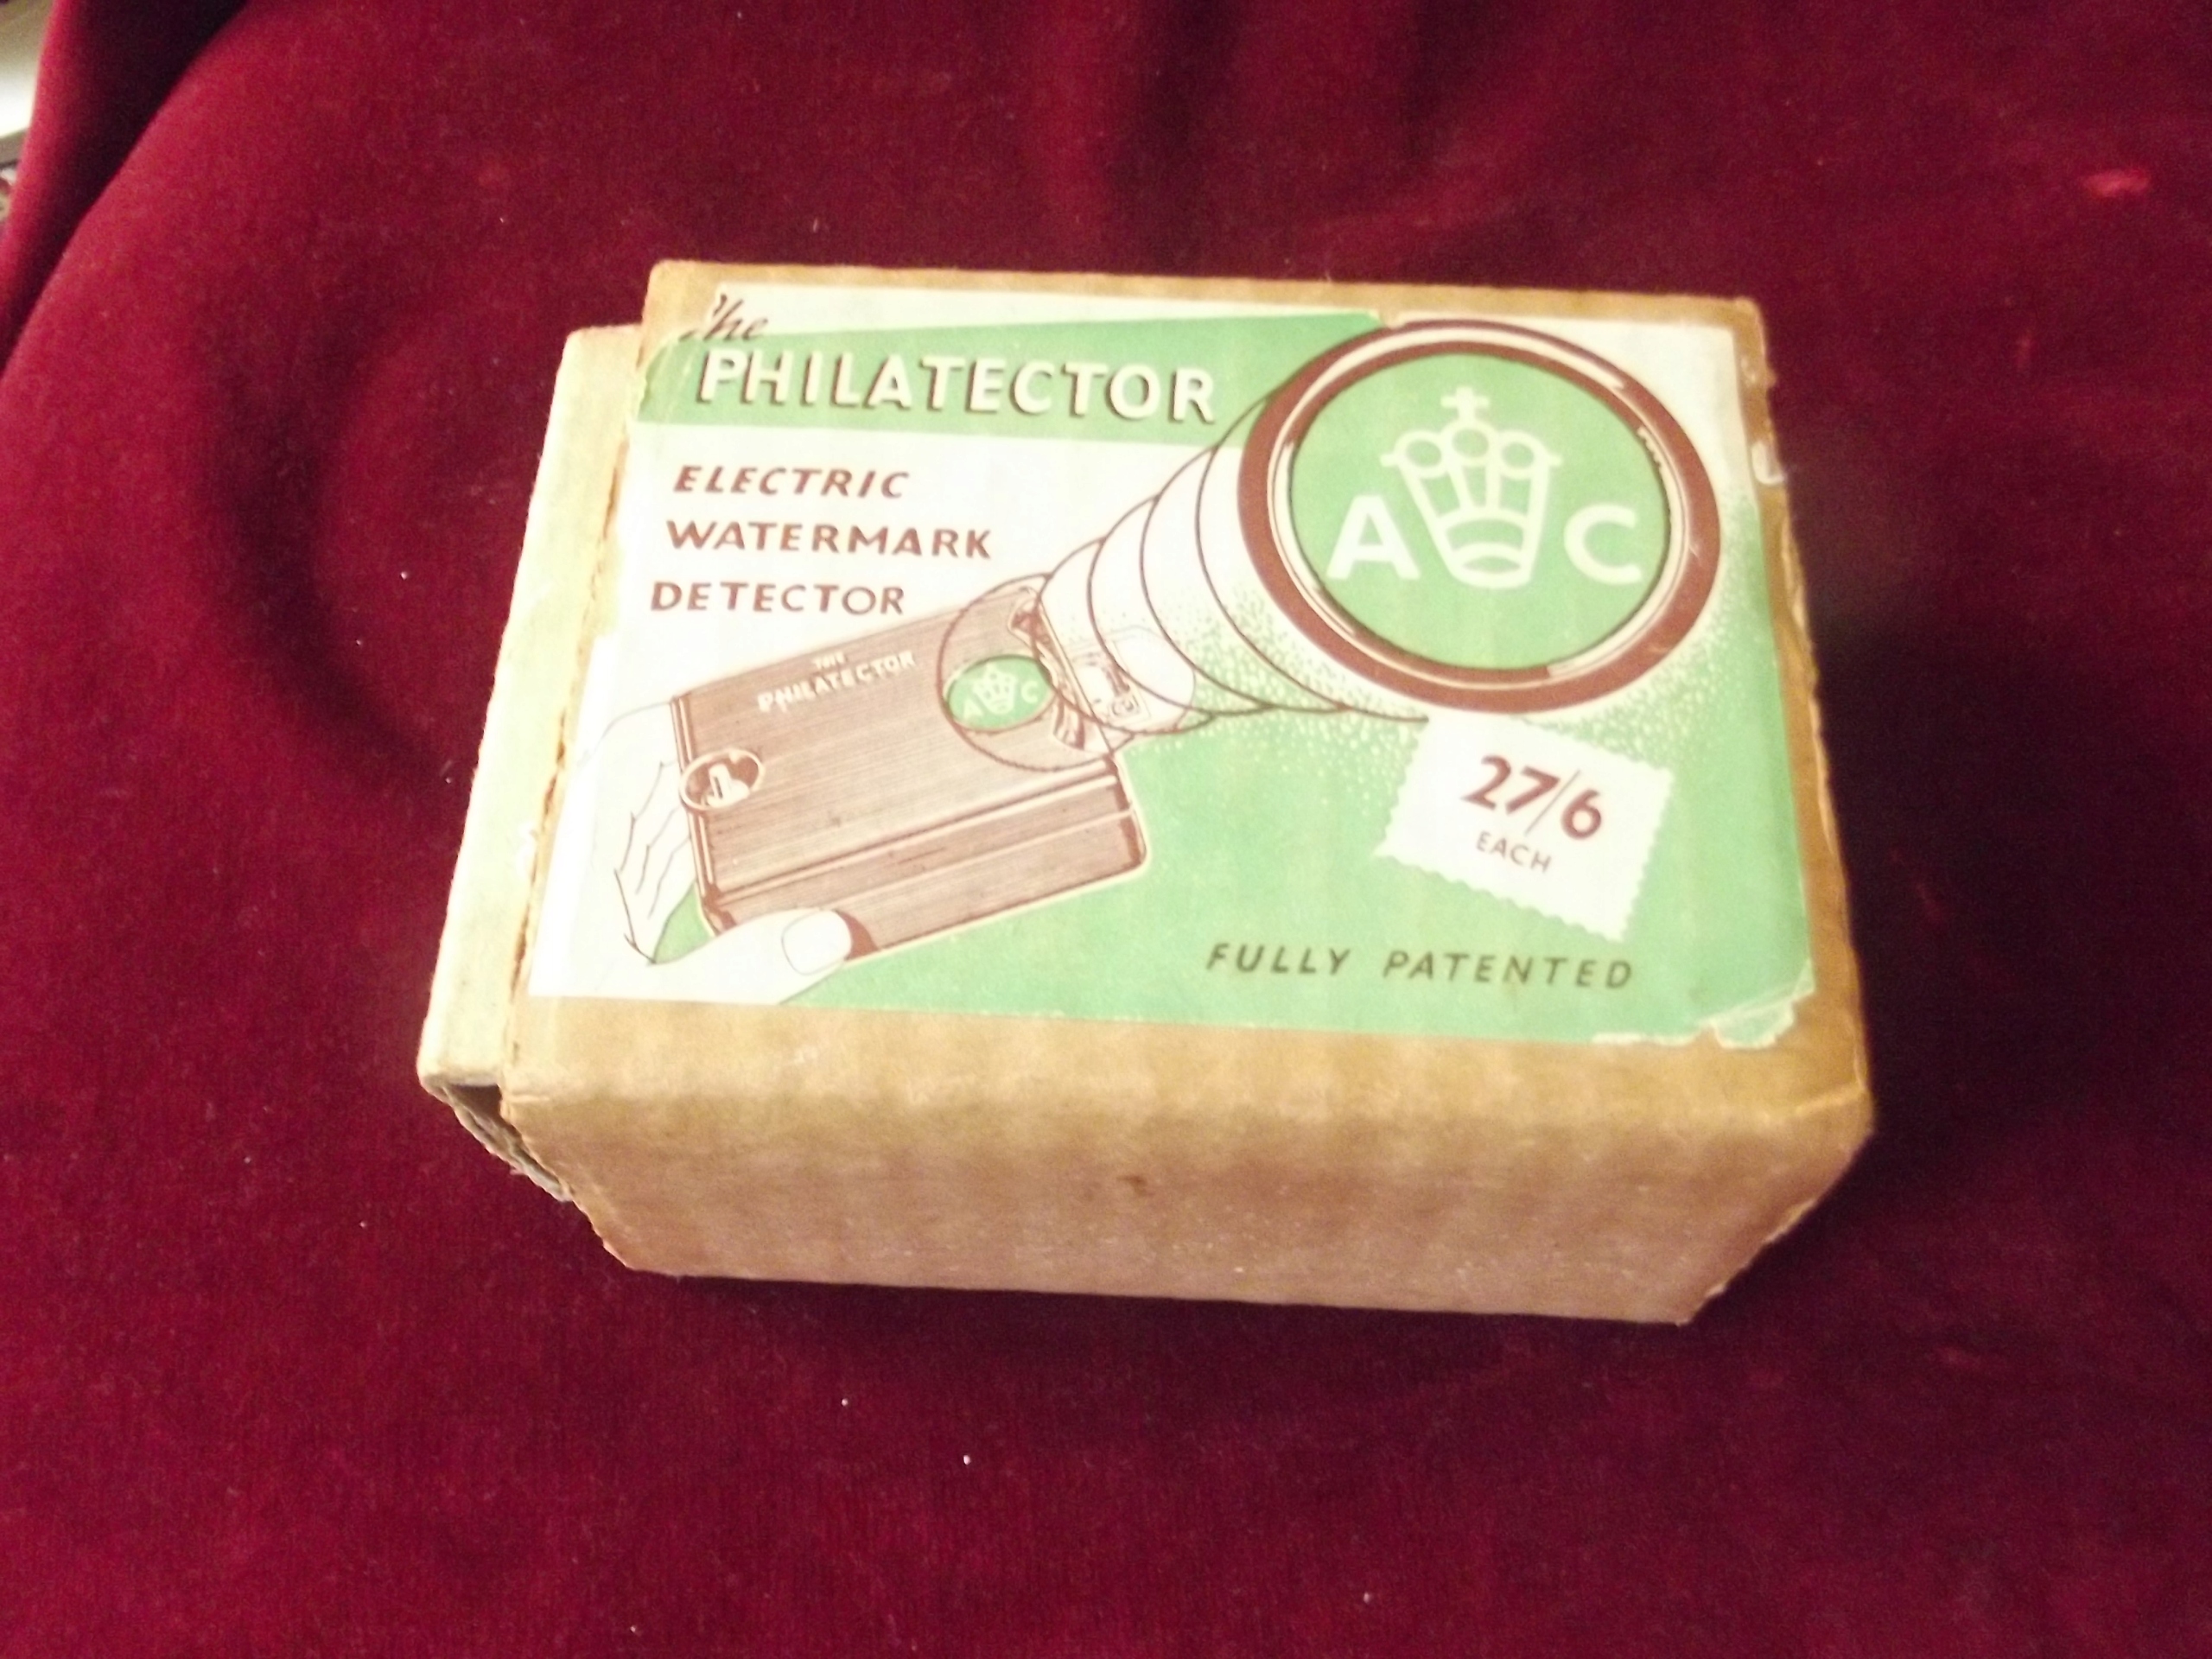 The
PHILATECTOR
ELECTRIC
WATERMARK
DETECTOR
A C
THE
PHILATECTOR
A C
27/6
EACH
FULLY PATENTED